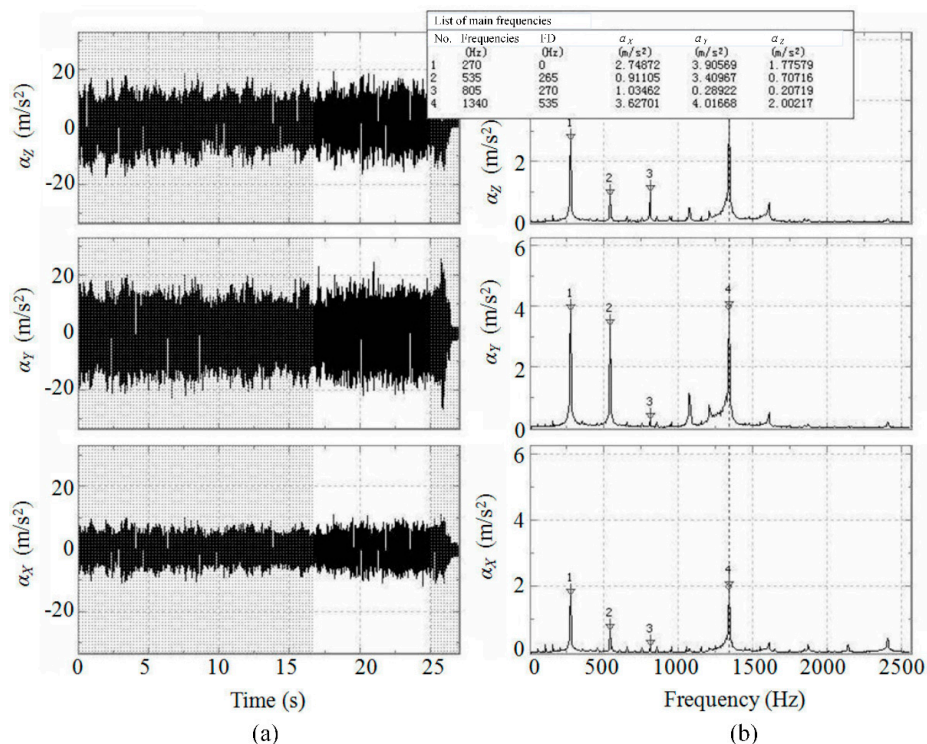 List of main frequencies
No. Frequencies FD αX αY αZ
(Hz) (Hz) (m/s²) (m/s²) (m/s²)
1 270 0 2.74872 3.90569 1.77579
2 535 265 0.91105 3.40967 0.70716
3 805 270 1.03462 0.28922 0.20719
4 1340 535 3.62701 4.01668 2.00217
αZ (m/s²)
20
0
-20
αZ (m/s²)
2
0
1
2
3
αY (m/s²)
20
0
-20
αY (m/s²)
6
4
2
0
1
2
3
4
αX (m/s²)
20
0
-20
0 5 10 15 20 25
Time (s)
(a)
αX (m/s²)
6
4
2
0
1
2
3
4
0 500 1000 1500 2000 2500
Frequency (Hz)
(b)